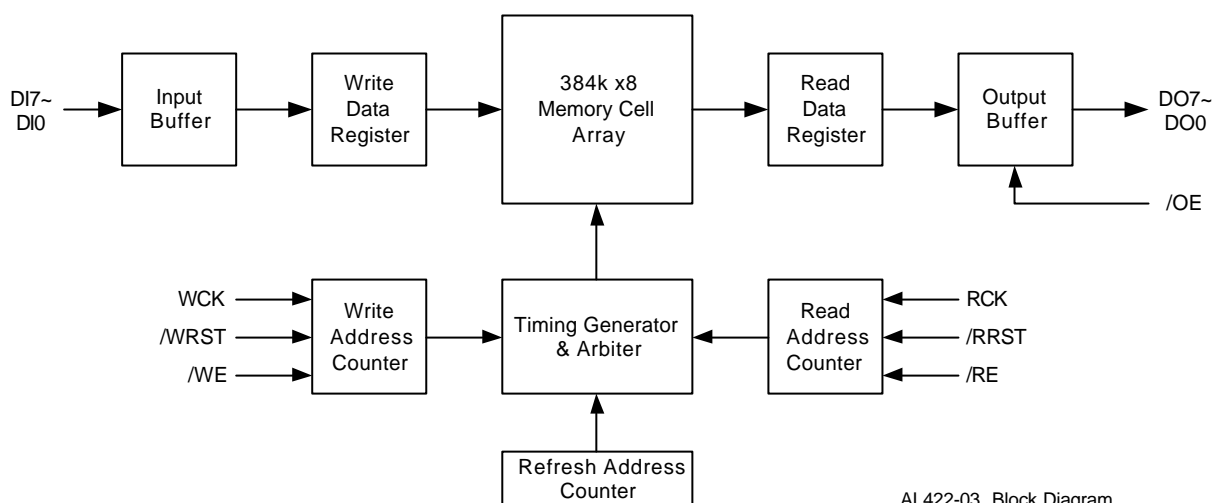 DI7~
DI0
Input
Buffer
Write
Data
Register
384k x8
Memory Cell
Array
Read
Data
Register
Output
Buffer
DO7~
DO0
/OE
WCK
/WRST
/WE
Write
Address
Counter
Timing Generator
& Arbiter
Read
Address
Counter
RCK
/RRST
/RE
Refresh Address
Counter
AL422-03 Block Diagram